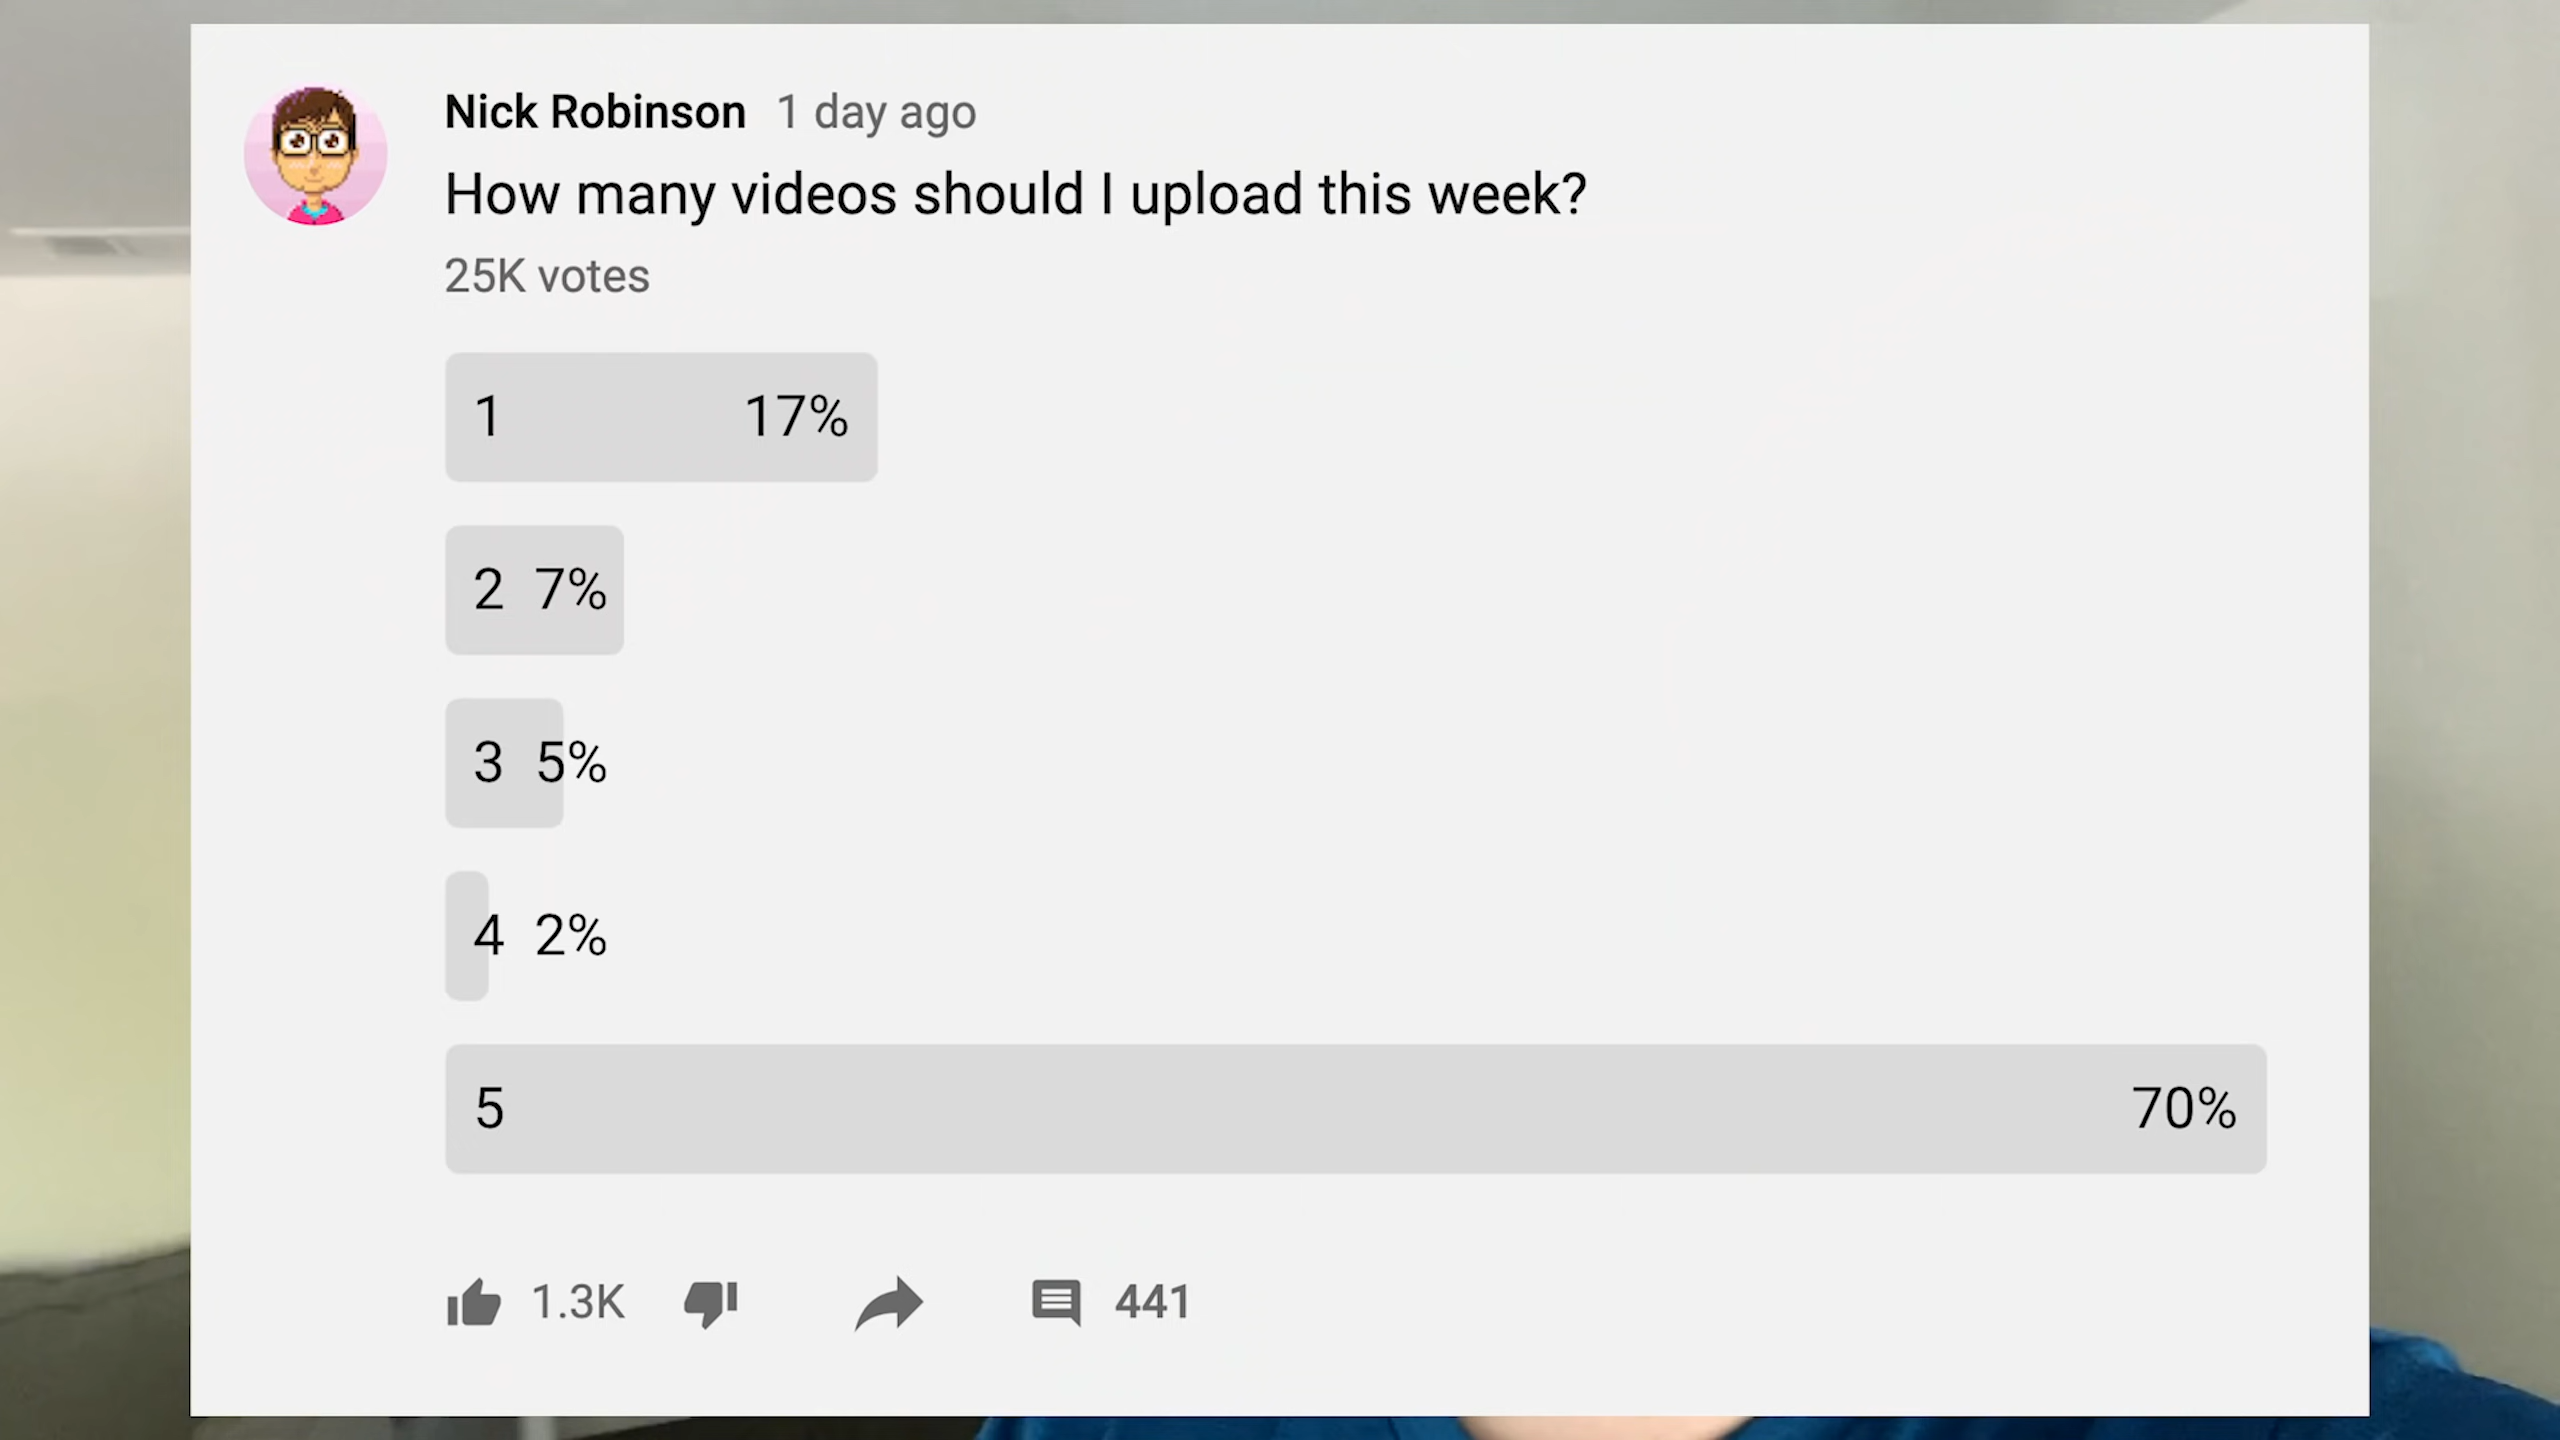 Nick Robinson 1 day ago
How many videos should I upload this week?
25K votes
1 17%
2 7%
3 5%
4 2%
5 70%
1.3K 441